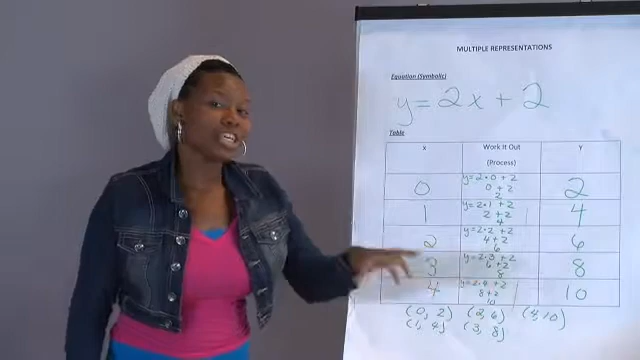 MULTIPLE REPRESENTATIONS
Equation (Symbolic)
y = 2x + 2
Table
x Work It Out Y
(Process)
0 y=2·0+2 2
0+2
2
1 y=2·1+2 4
2+2
4
2 y=2·2+2 6
4+2
6
3 y=2·3+2 8
6+2
8
4 y=2·4+2 10
8+2
10
(0, 2) (2, 6) (4, 10)
(1, 4) (3, 8)